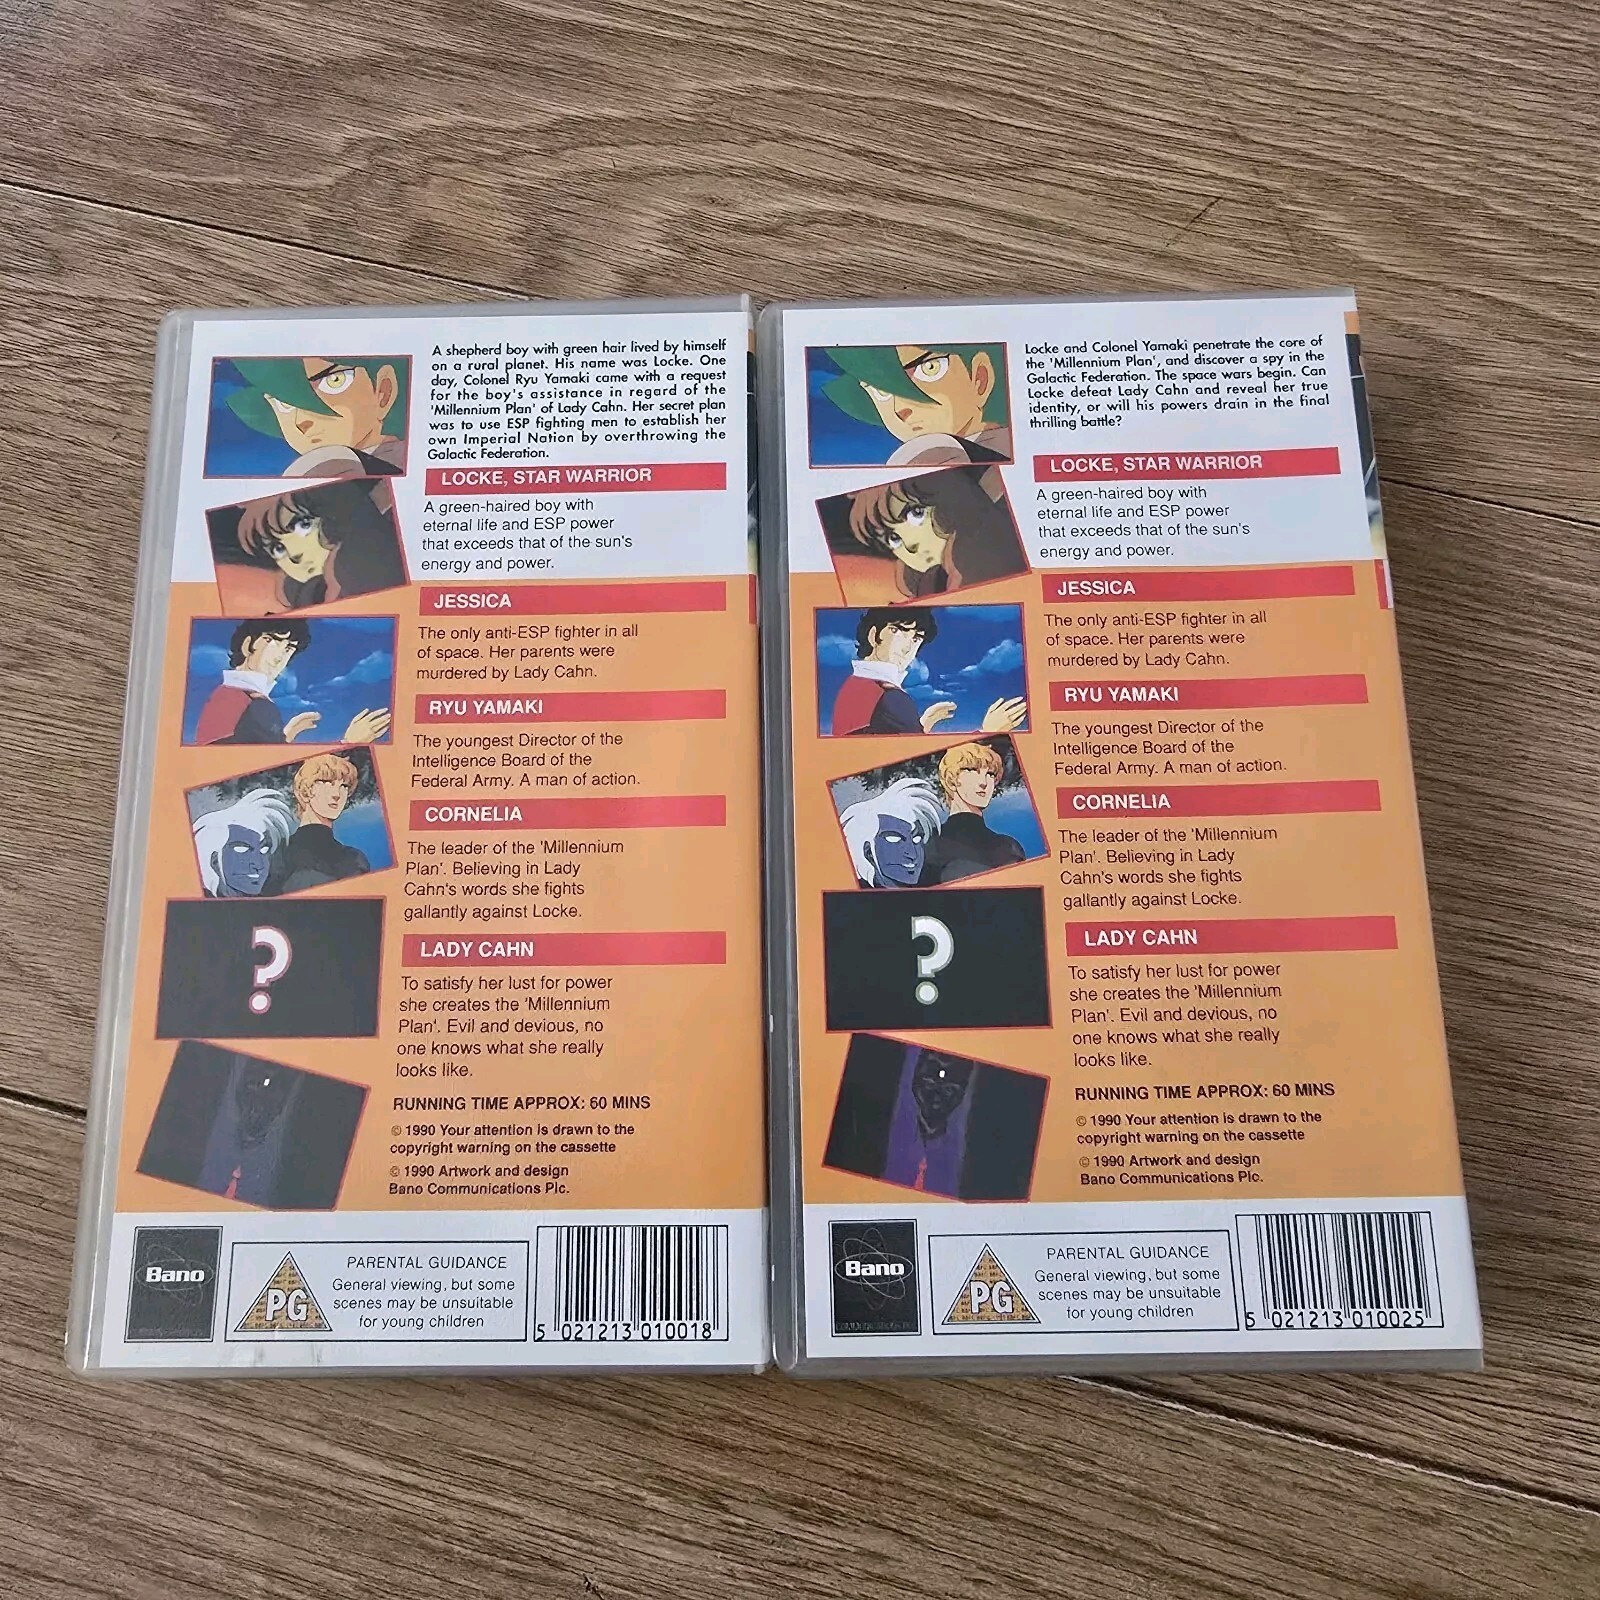 A shepherd boy with green hair lived by himself
on a rural planet. His name was Locke. One
day, Colonel Ryu Yamaki came with a request
for the boy's assistance in regard of the
'Millennium Plan' of Lady Cahn. Her secret plan
was to use ESP fighting men to establish her
own Imperial Nation by overthrowing the
Galactic Federation.
LOCKE, STAR WARRIOR
A green-haired boy with
eternal life and ESP power
that exceeds that of the sun's
energy and power.
JESSICA
The only anti-ESP fighter in all
of space. Her parents were
murdered by Lady Cahn.
RYU YAMAKI
The youngest Director of the
Intelligence Board of the
Federal Army. A man of action.
CORNELIA
The leader of the 'Millennium
Plan'. Believing in Lady
Cahn's words she fights
gallantly against Locke.
?
LADY CAHN
To satisfy her lust for power
she creates the 'Millennium
Plan'. Evil and devious, no
one knows what she really
looks like.
RUNNING TIME APPROX: 60 MINS
© 1990 Your attention is drawn to the
copyright warning on the cassette
© 1990 Artwork and design
Bano Communications Plc.
Bano
PG
PARENTAL GUIDANCE
General viewing, but some
scenes may be unsuitable
for young children
5 021213 010018
Locke and Colonel Yamaki penetrate the core of
the 'Millennium Plan', and discover a spy in the
Galactic Federation. The space wars begin. Can
Locke defeat Lady Cahn and reveal her true
identity, or will his powers drain in the final
thrilling battle?
LOCKE, STAR WARRIOR
A green-haired boy with
eternal life and ESP power
that exceeds that of the sun's
energy and power.
JESSICA
The only anti-ESP fighter in all
of space. Her parents were
murdered by Lady Cahn.
RYU YAMAKI
The youngest Director of the
Intelligence Board of the
Federal Army. A man of action.
CORNELIA
The leader of the 'Millennium
Plan'. Believing in Lady
Cahn's words she fights
gallantly against Locke.
?
LADY CAHN
To satisfy her lust for power
she creates the 'Millennium
Plan'. Evil and devious, no
one knows what she really
looks like.
RUNNING TIME APPROX: 60 MINS
© 1990 Your attention is drawn to the
copyright warning on the cassette
© 1990 Artwork and design
Bano Communications Plc.
Bano
PG
PARENTAL GUIDANCE
General viewing, but some
scenes may be unsuitable
for young children
5 021213 010025